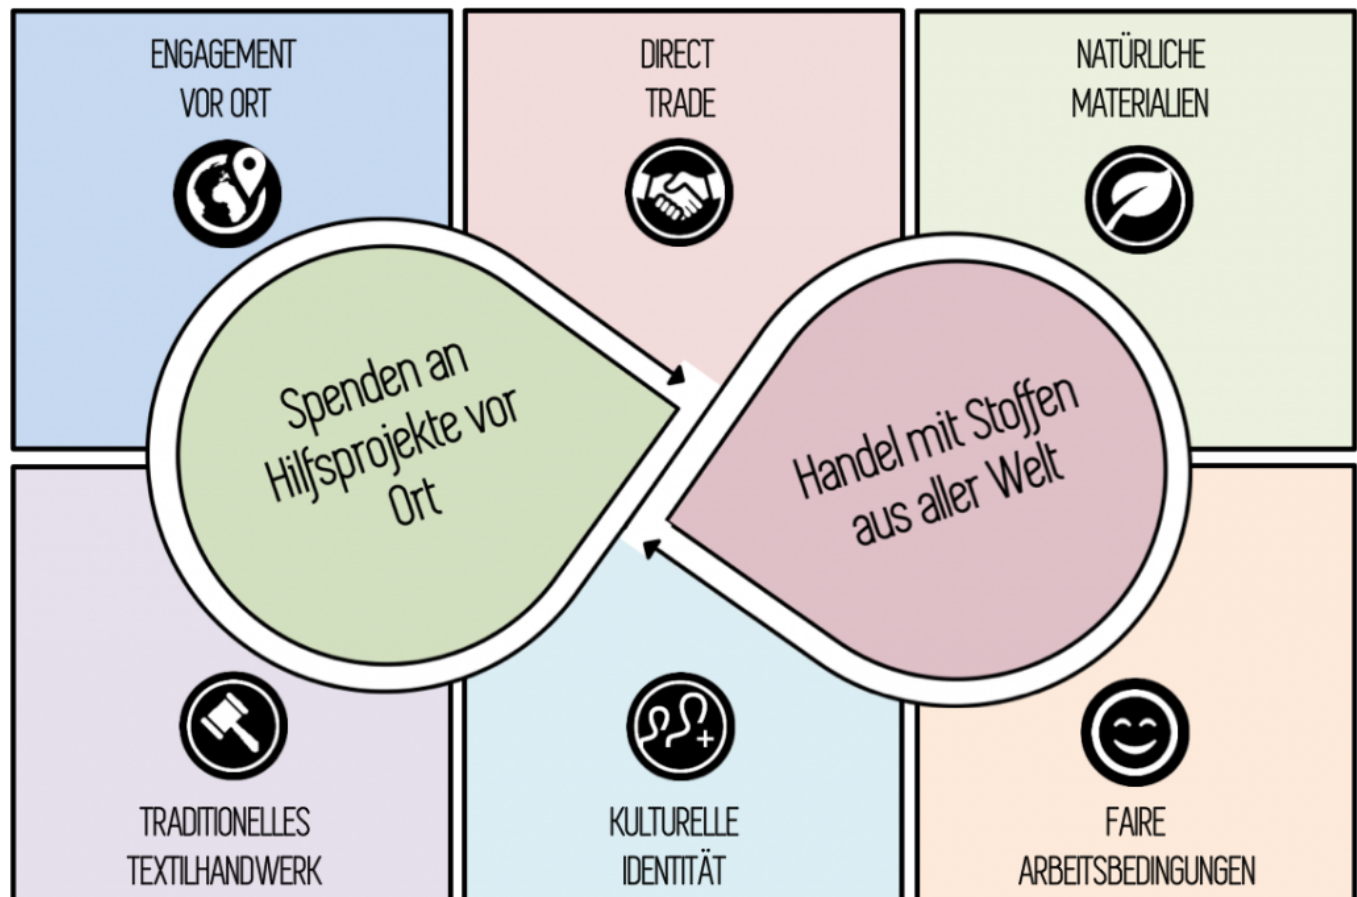 ENGAGEMENT
VOR ORT
DIRECT
TRADE
NATÜRLICHE
MATERIALIEN
Spenden an
Hilfsprojekte vor
Ort
Handel mit Stoffen
aus aller Welt
TRADITIONELLES
TEXTILHANDWERK
KULTURELLE
IDENTITÄT
FAIRE
ARBEITSBEDINGUNGEN